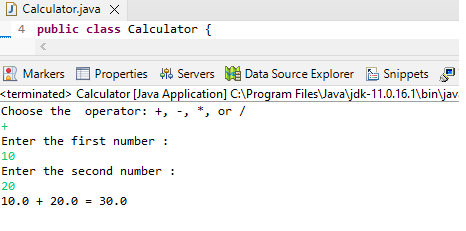 Calculator.java
4 public class Calculator {
Markers Properties Servers Data Source Explorer Snippets
<terminated> Calculator [Java Application] C:\Program Files\Java\jdk-11.0.16.1\bin\jav
Choose the  operator: +, -, *, or /
+
Enter the first number :
10
Enter the second number :
20
10.0 + 20.0 = 30.0